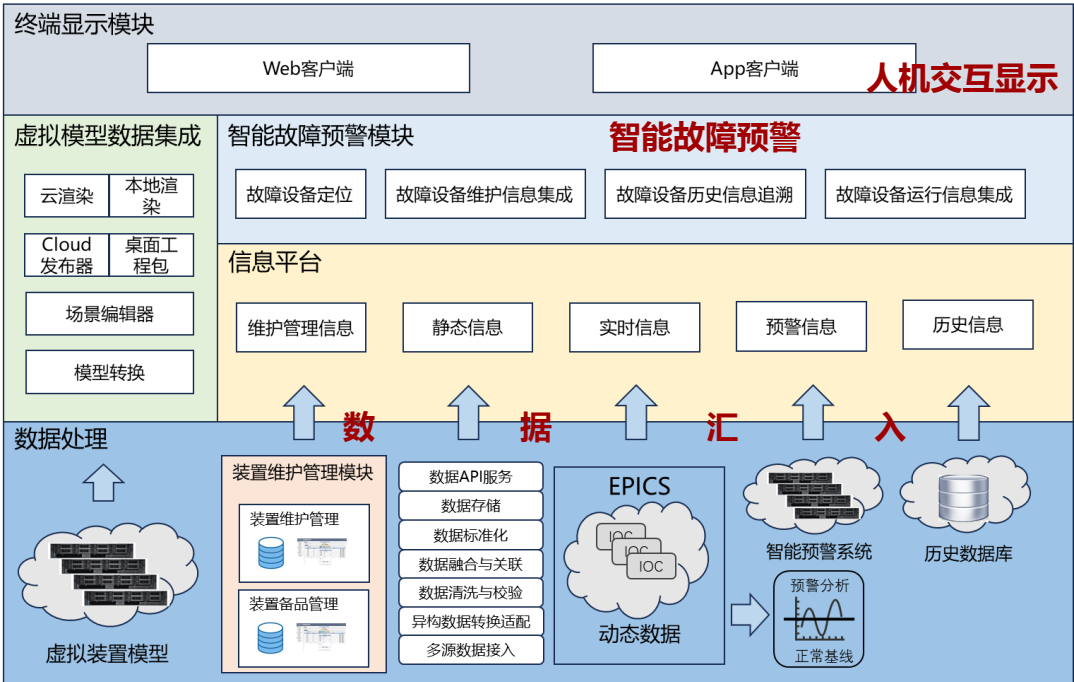 终端显示模块
Web客户端
App客户端
人机交互显示
虚拟模型数据集成
云渲染
本地渲
染
Cloud
发布器
桌面工
程包
场景编辑器
模型转换
智能故障预警模块
智能故障预警
故障设备定位
故障设备维护信息集成
故障设备历史信息追溯
故障设备运行信息集成
信息平台
维护管理信息
静态信息
实时信息
预警信息
历史信息
数据汇入
数据处理
虚拟装置模型
装置维护管理模块
装置维护管理
装置备品管理
数据API服务
数据存储
数据标准化
数据融合与关联
数据清洗与校验
异构数据转换适配
多源数据接入
EPICS
IOC
IOC
IOC
动态数据
智能预警系统
预警分析
正常基线
历史数据库